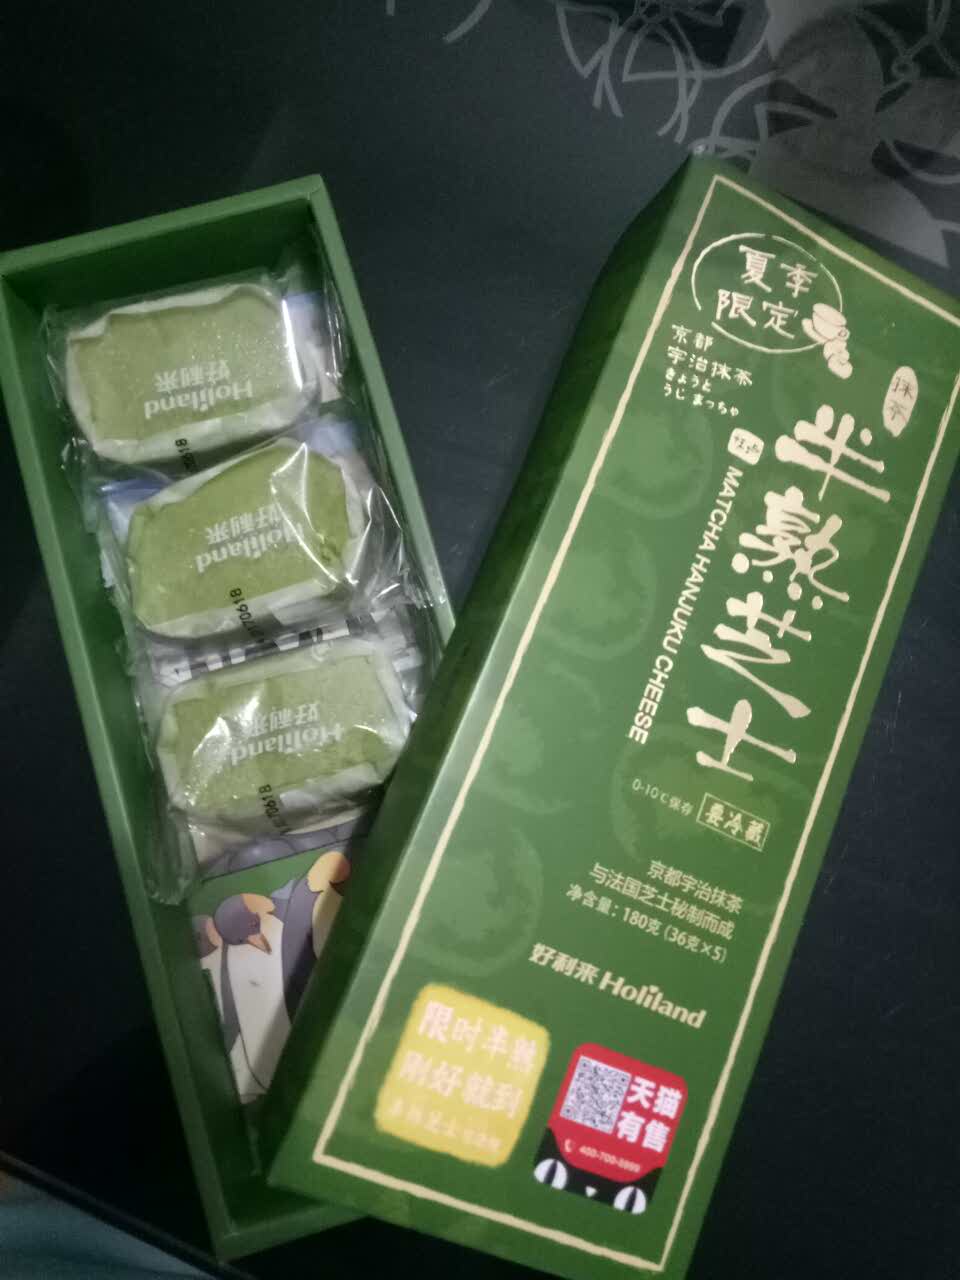 夏季
限定
京都
宇治抹茶
きょうと
うじ まっちゃ
抹茶
半熟芝士
MATCHA HANJUKU CHEESE
0-10℃保存
要冷藏
京都宇治抹茶
与法国芝士秘制而成
净含量：180克 (36克×5)
好利来 Holiland
限时半熟
刚好就到
天猫
有售
400-700-5999
好利来
Holiland
好利来
Holiland
好利来
Holiland